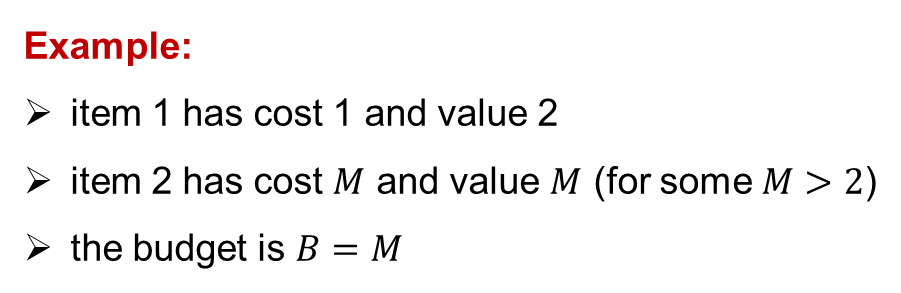 Example:
➢ item 1 has cost 1 and value 2
➢ item 2 has cost 𝑀 and value 𝑀 (for some 𝑀 > 2)
➢ the budget is 𝐵 = 𝑀